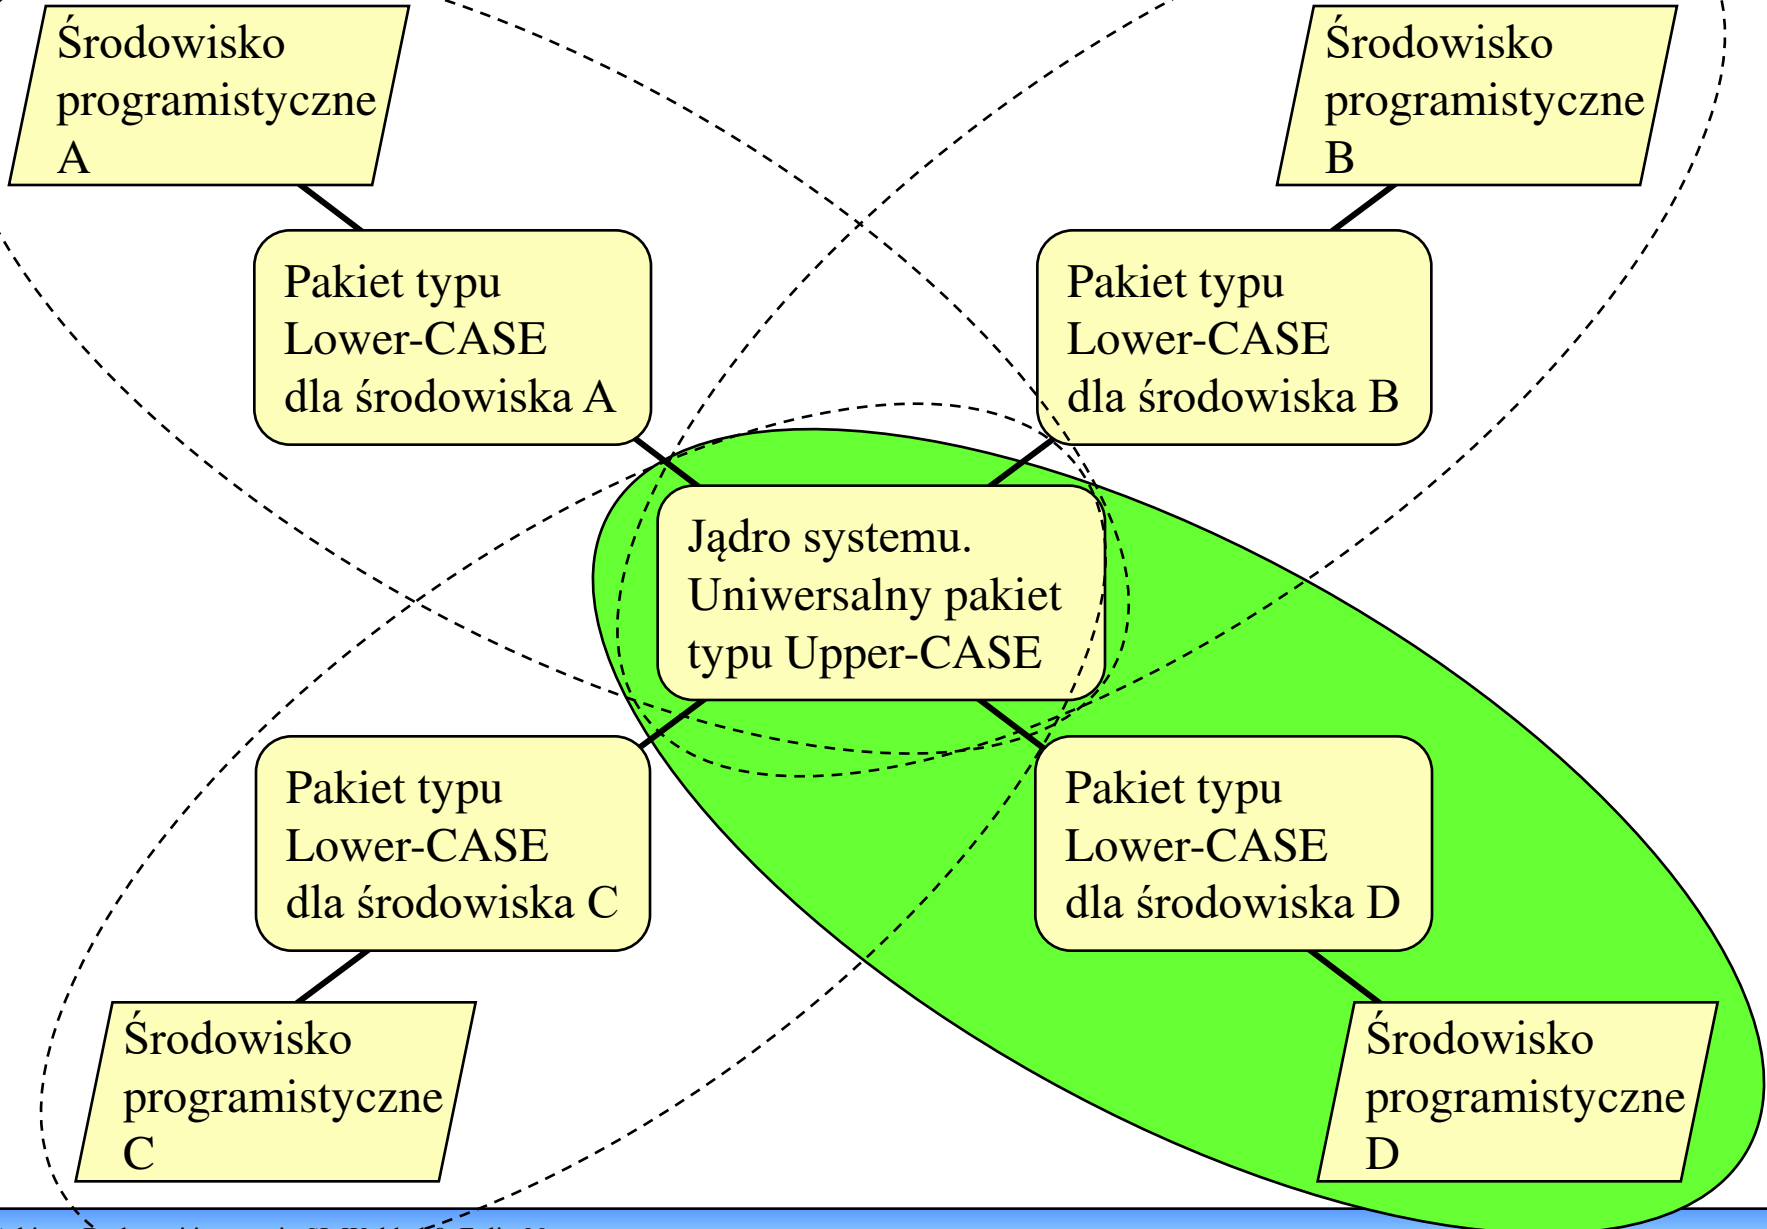 Środowisko
programistyczne
A
Środowisko
programistyczne
B
Pakiet typu
Lower-CASE
dla środowiska A
Pakiet typu
Lower-CASE
dla środowiska B
Jądro systemu.
Uniwersalny pakiet
typu Upper-CASE
Pakiet typu
Lower-CASE
dla środowiska C
Pakiet typu
Lower-CASE
dla środowiska D
Środowisko
programistyczne
C
Środowisko
programistyczne
D